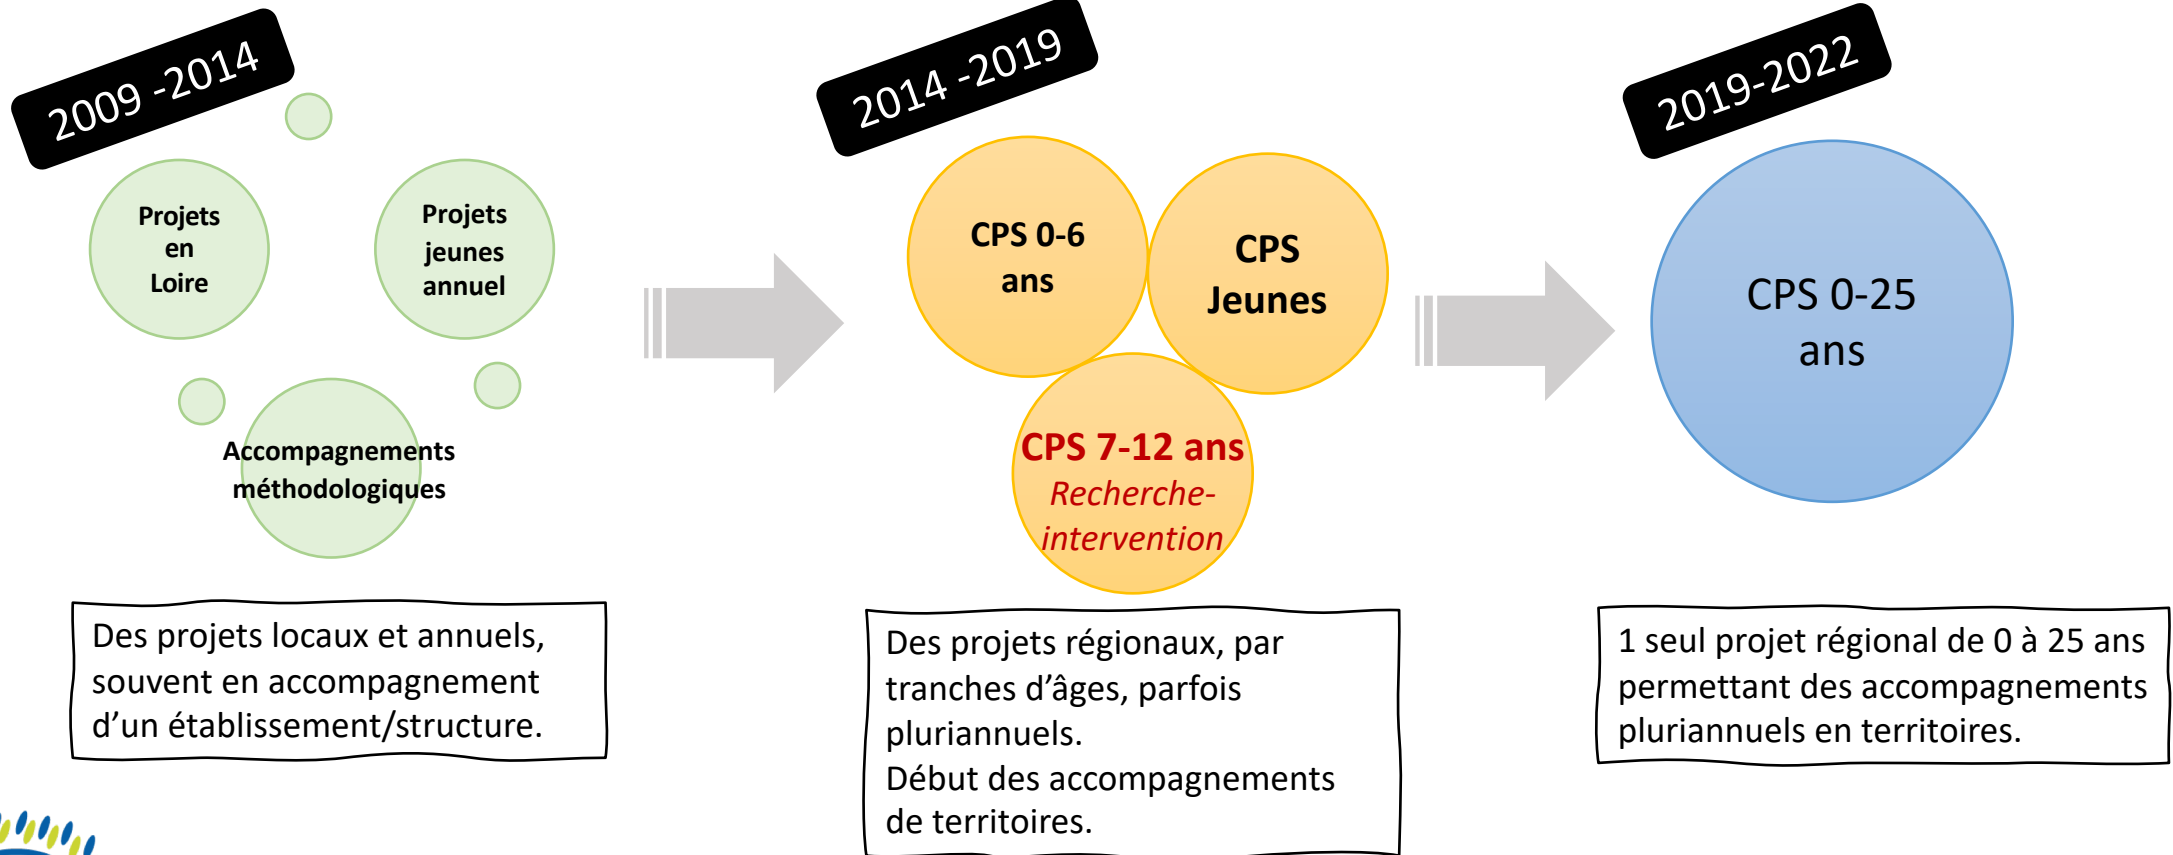 2009 -2014
Projets
en
Loire
Projets
jeunes
annuel
Accompagnements
méthodologiques
Des projets locaux et annuels,
souvent en accompagnement
d’un établissement/structure.
2014 -2019
CPS 0-6
ans
CPS
Jeunes
CPS 7-12 ans
Recherche-
intervention
Des projets régionaux, par
tranches d’âges, parfois
pluriannuels.
Début des accompagnements
de territoires.
2019-2022
CPS 0-25
ans
1 seul projet régional de 0 à 25 ans
permettant des accompagnements
pluriannuels en territoires.